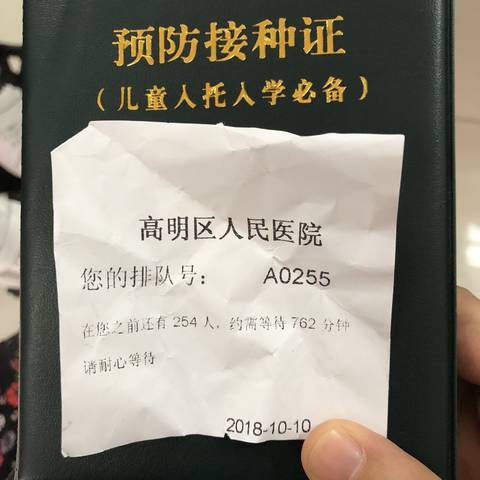 预防接种证
（儿童入托入学必备）
高明区人民医院
您的排队号： A0255
在您之前还有 254 人，约需等待 762 分钟
请耐心等待
2018-10-10